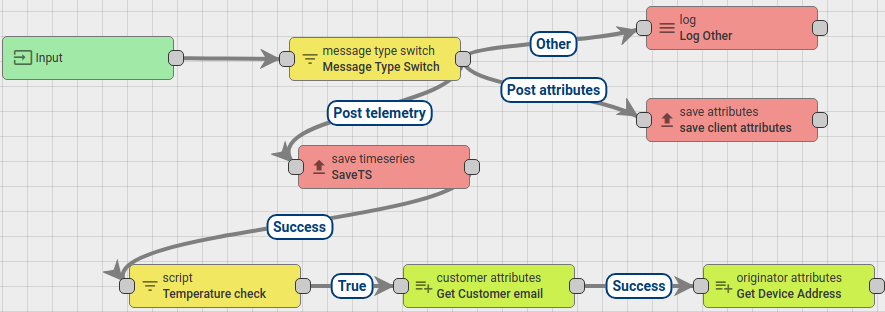 Input
message type switch
Message Type Switch
Other
log
Log Other
Post attributes
save attributes
save client attributes
Post telemetry
save timeseries
SaveTS
Success
script
Temperature check
True
customer attributes
Get Customer email
Success
originator attributes
Get Device Address